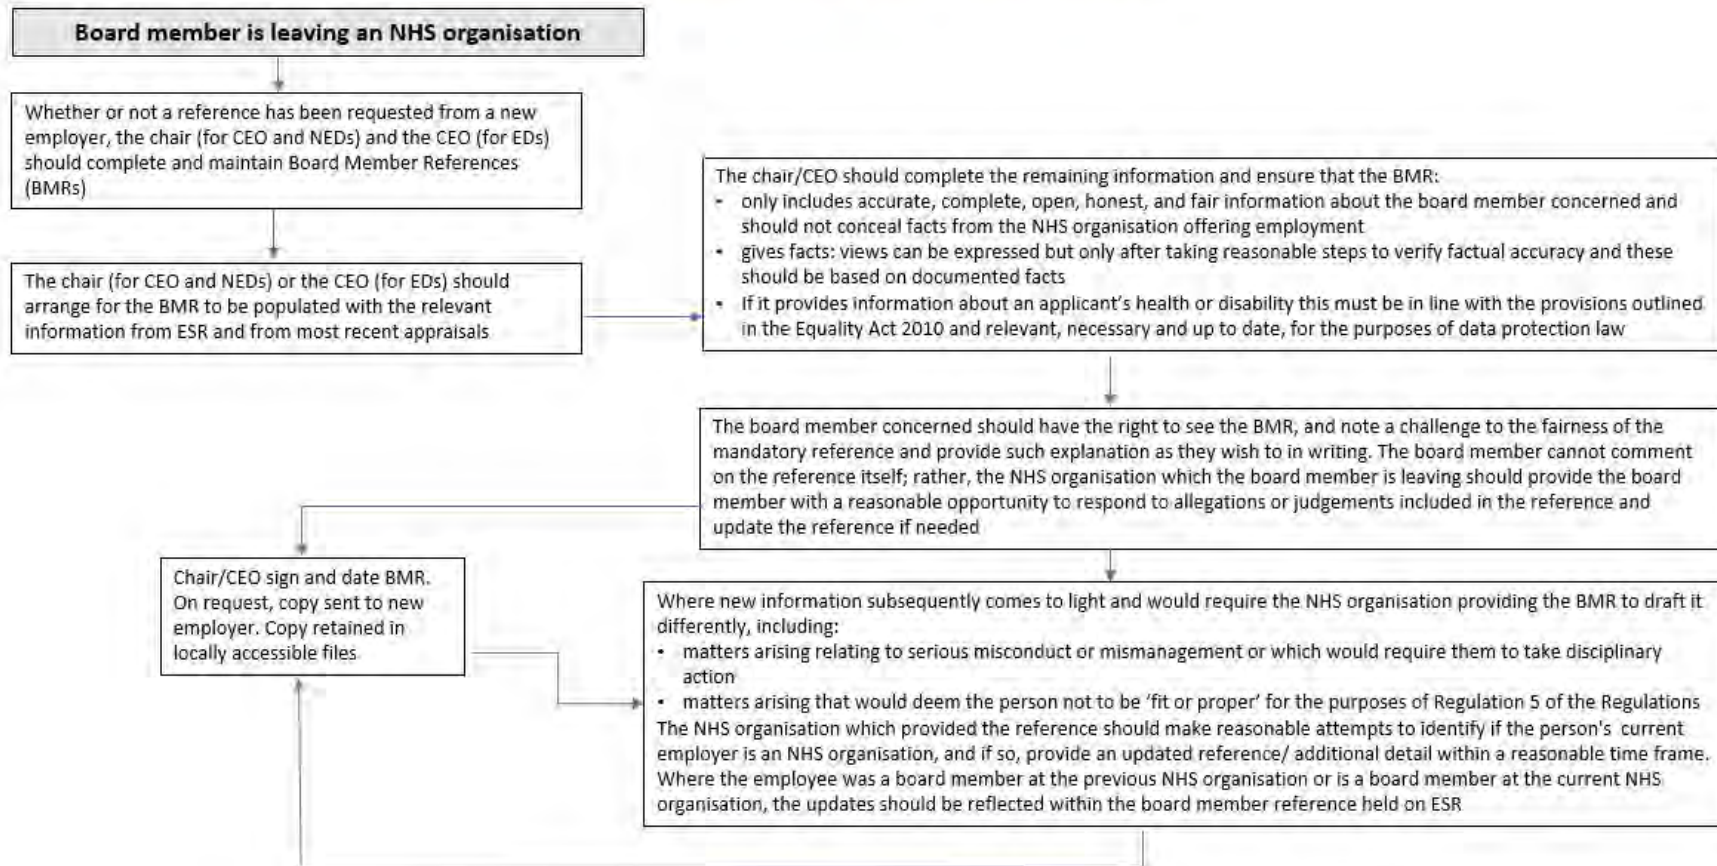 Board member is leaving an NHS organisation
Whether or not a reference has been requested from a new
employer, the chair (for CEO and NEDs) and the CEO (for EDs)
should complete and maintain Board Member References
(BMRs)
The chair (for CEO and NEDs) or the CEO (for EDs) should
arrange for the BMR to be populated with the relevant
information from ESR and from most recent appraisals
The chair/CEO should complete the remaining information and ensure that the BMR:
• only includes accurate, complete, open, honest, and fair information about the board member concerned and
should not conceal facts from the NHS organisation offering employment
• gives facts: views can be expressed but only after taking reasonable steps to verify factual accuracy and these
should be based on documented facts
• If it provides information about an applicant's health or disability this must be in line with the provisions outlined
in the Equality Act 2010 and relevant, necessary and up to date, for the purposes of data protection law
The board member concerned should have the right to see the BMR, and note a challenge to the fairness of the
mandatory reference and provide such explanation as they wish to in writing. The board member cannot comment
on the reference itself; rather, the NHS organisation which the board member is leaving should provide the board
member with a reasonable opportunity to respond to allegations or judgements included in the reference and
update the reference if needed
Chair/CEO sign and date BMR.
On request, copy sent to new
employer. Copy retained in
locally accessible files
Where new information subsequently comes to light and would require the NHS organisation providing the BMR to draft it
differently, including:
• matters arising relating to serious misconduct or mismanagement or which would require them to take disciplinary
action
• matters arising that would deem the person not to be 'fit or proper' for the purposes of Regulation 5 of the Regulations
The NHS organisation which provided the reference should make reasonable attempts to identify if the person's current
employer is an NHS organisation, and if so, provide an updated reference/ additional detail within a reasonable time frame.
Where the employee was a board member at the previous NHS organisation or is a board member at the current NHS
organisation, the updates should be reflected within the board member reference held on ESR